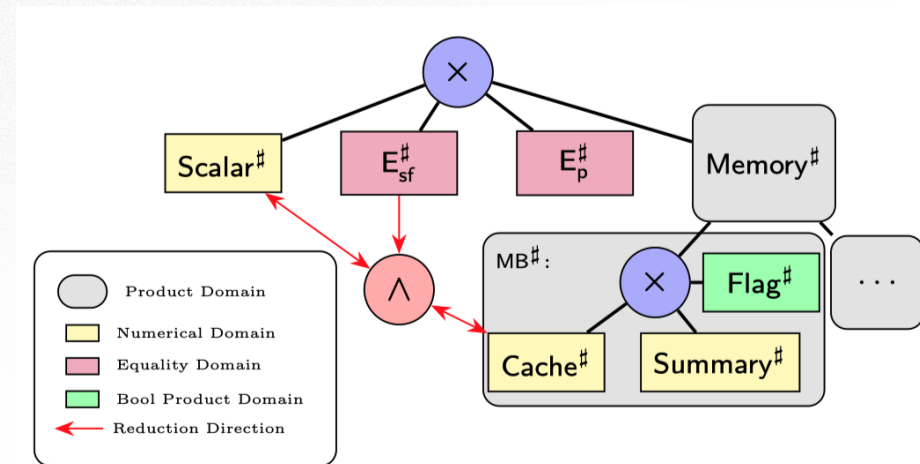 ×
Scalar♯
E♯sf
E♯p
Memory♯
MB♯:
×
Flag♯
...
∧
Cache♯
Summary♯
Product Domain
Numerical Domain
Equality Domain
Bool Product Domain
Reduction Direction